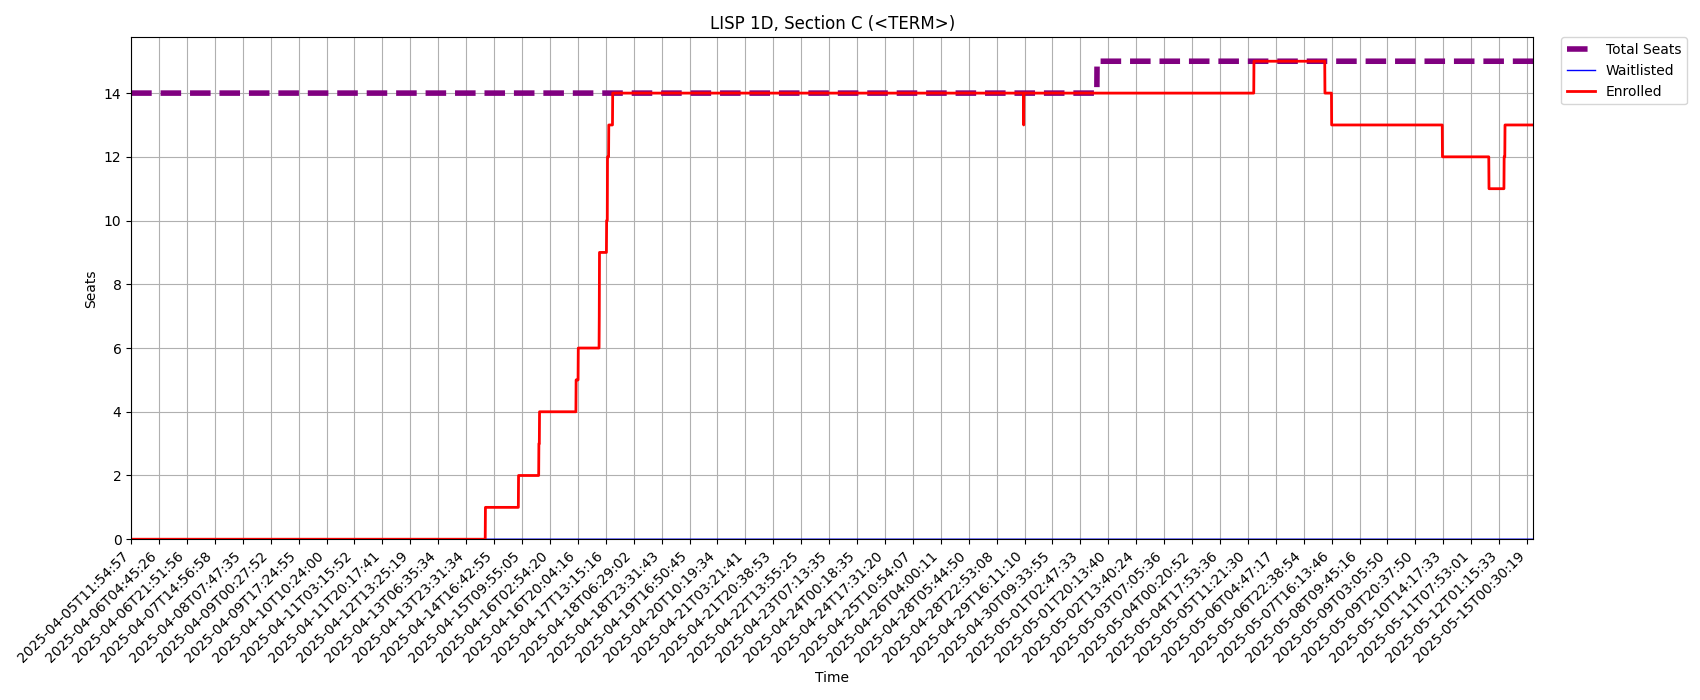 LISP 1D, Section C (<TERM>)
Total Seats
Waitlisted
Enrolled
Seats
14
12
10
8
6
4
2
0
2025-04-05T11:54:57
2025-04-06T04:45:26
2025-04-06T21:51:56
2025-04-07T14:56:58
2025-04-08T07:47:35
2025-04-09T00:27:52
2025-04-09T17:24:55
2025-04-10T10:24:00
2025-04-11T03:15:52
2025-04-11T20:17:41
2025-04-12T13:25:19
2025-04-13T06:35:34
2025-04-13T23:31:34
2025-04-14T16:42:55
2025-04-15T09:55:05
2025-04-16T02:54:20
2025-04-16T20:04:16
2025-04-17T13:15:16
2025-04-18T06:29:02
2025-04-18T23:31:43
2025-04-19T16:50:45
2025-04-20T10:19:34
2025-04-21T03:21:41
2025-04-21T20:38:53
2025-04-22T13:55:25
2025-04-23T07:13:35
2025-04-24T00:18:35
2025-04-24T17:31:20
2025-04-25T10:54:07
2025-04-26T04:00:11
2025-04-28T05:44:50
2025-04-28T22:53:08
2025-04-29T16:11:10
2025-04-30T09:33:55
2025-05-01T02:47:33
2025-05-01T20:13:40
2025-05-02T13:40:24
2025-05-03T07:05:36
2025-05-04T00:20:52
2025-05-04T17:53:36
2025-05-05T11:21:30
2025-05-06T04:47:17
2025-05-06T22:38:54
2025-05-07T16:13:46
2025-05-08T09:45:16
2025-05-09T03:05:50
2025-05-09T20:37:50
2025-05-10T14:17:33
2025-05-11T07:53:01
2025-05-12T01:15:33
2025-05-15T00:30:19
Time